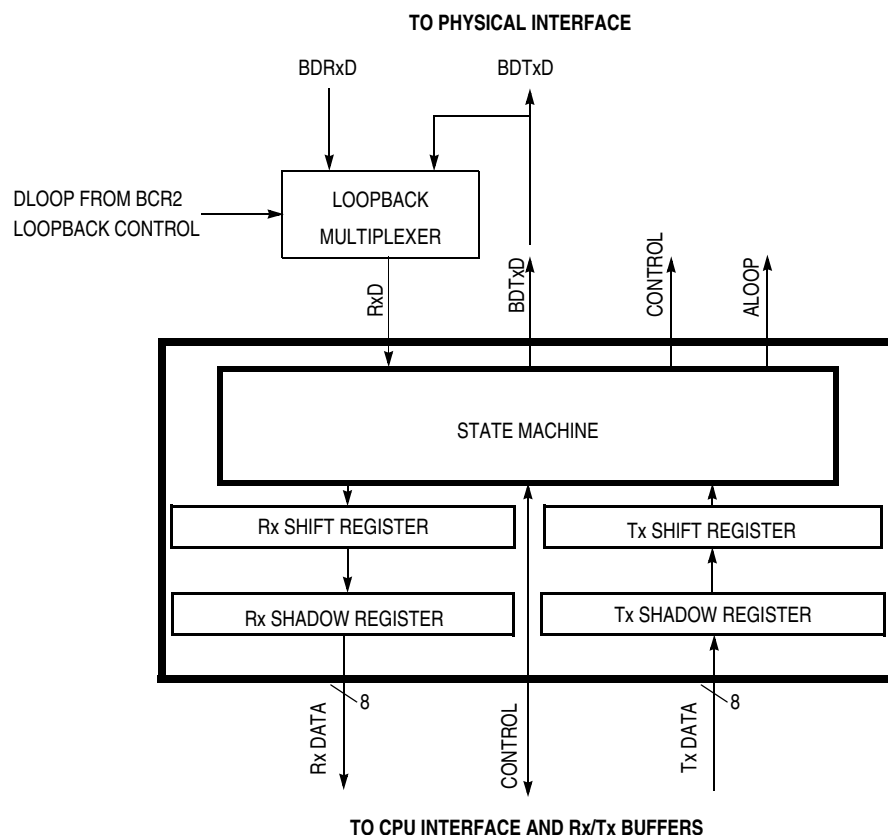 TO PHYSICAL INTERFACE
BDRxD
BDTxD
DLOOP FROM BCR2
LOOPBACK CONTROL
LOOPBACK
MULTIPLEXER
RxD
BDTxD
CONTROL
ALOOP
STATE MACHINE
Rx SHIFT REGISTER
Tx SHIFT REGISTER
Rx SHADOW REGISTER
Tx SHADOW REGISTER
8
8
Rx DATA
CONTROL
Tx DATA
TO CPU INTERFACE AND Rx/Tx BUFFERS